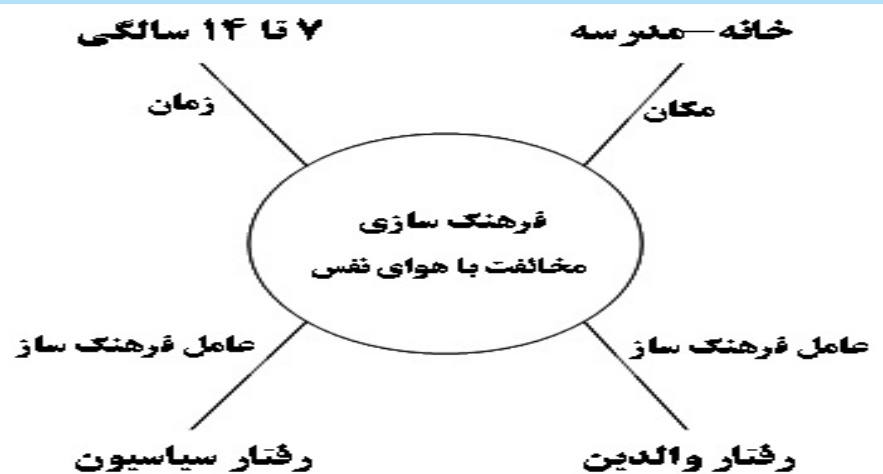 خانه-مدرسه
۷ تا ۱۴ سالگی
مکان
زمان
فرهنگ سازی
مخالفت با هوای نفس
عامل فرهنگ ساز
عامل فرهنگ ساز
رفتار والدین
رفتار سیاسیون